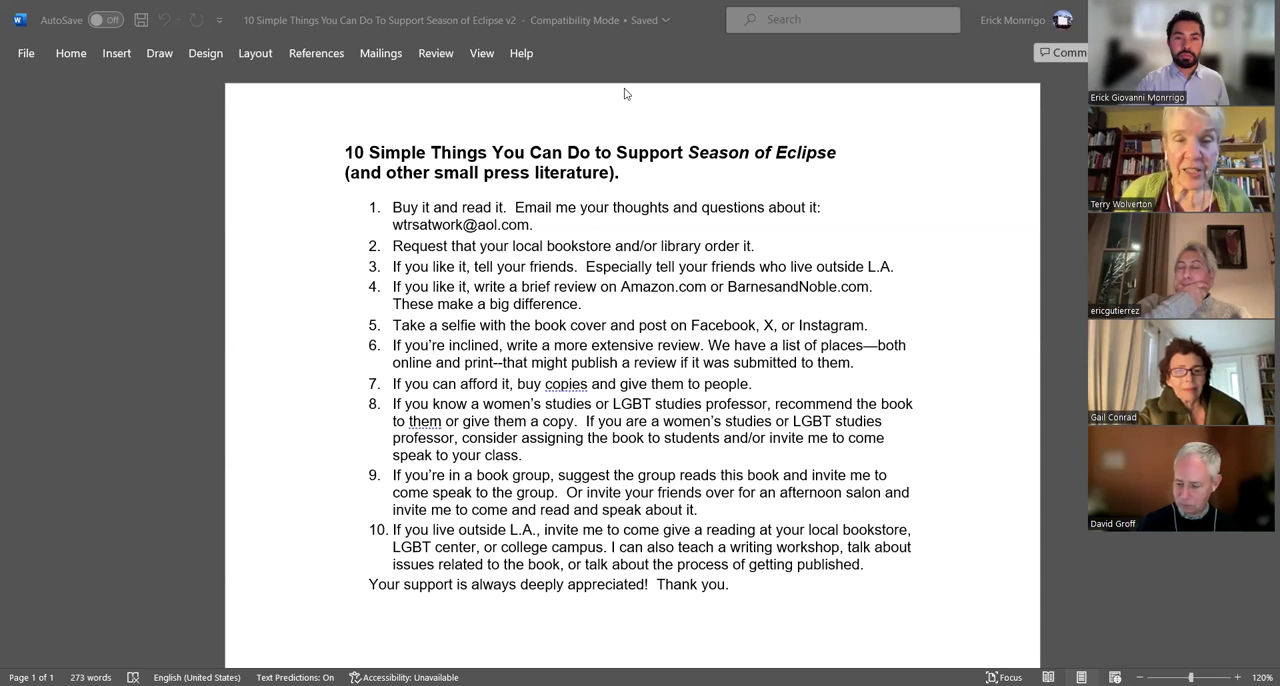 AutoSave Off
10 Simple Things You Can Do To Support Season of Eclipse v2 - Compatibility Mode • Saved
Search
Erick Monrrigo
File Home Insert Draw Design Layout References Mailings Review View Help
Comm
10 Simple Things You Can Do to Support Season of Eclipse
(and other small press literature).
1. Buy it and read it. Email me your thoughts and questions about it:
wtrsatwork@aol.com.
2. Request that your local bookstore and/or library order it.
3. If you like it, tell your friends. Especially tell your friends who live outside L.A.
4. If you like it, write a brief review on Amazon.com or BarnesandNoble.com.
These make a big difference.
5. Take a selfie with the book cover and post on Facebook, X, or Instagram.
6. If you’re inclined, write a more extensive review. We have a list of places—both
online and print--that might publish a review if it was submitted to them.
7. If you can afford it, buy copies and give them to people.
8. If you know a women’s studies or LGBT studies professor, recommend the book
to them or give them a copy. If you are a women’s studies or LGBT studies
professor, consider assigning the book to students and/or invite me to come
speak to your class.
9. If you’re in a book group, suggest the group reads this book and invite me to
come speak to the group. Or invite your friends over for an afternoon salon and
invite me to come and read and speak about it.
10. If you live outside L.A., invite me to come give a reading at your local bookstore,
LGBT center, or college campus. I can also teach a writing workshop, talk about
issues related to the book, or talk about the process of getting published.
Your support is always deeply appreciated! Thank you.
Erick Giovanni Monrrigo
Terry Wolverton
ericgutierrez
Gail Conrad
David Groff
Page 1 of 1 273 words English (United States) Text Predictions: On Accessibility: Unavailable Focus 120%